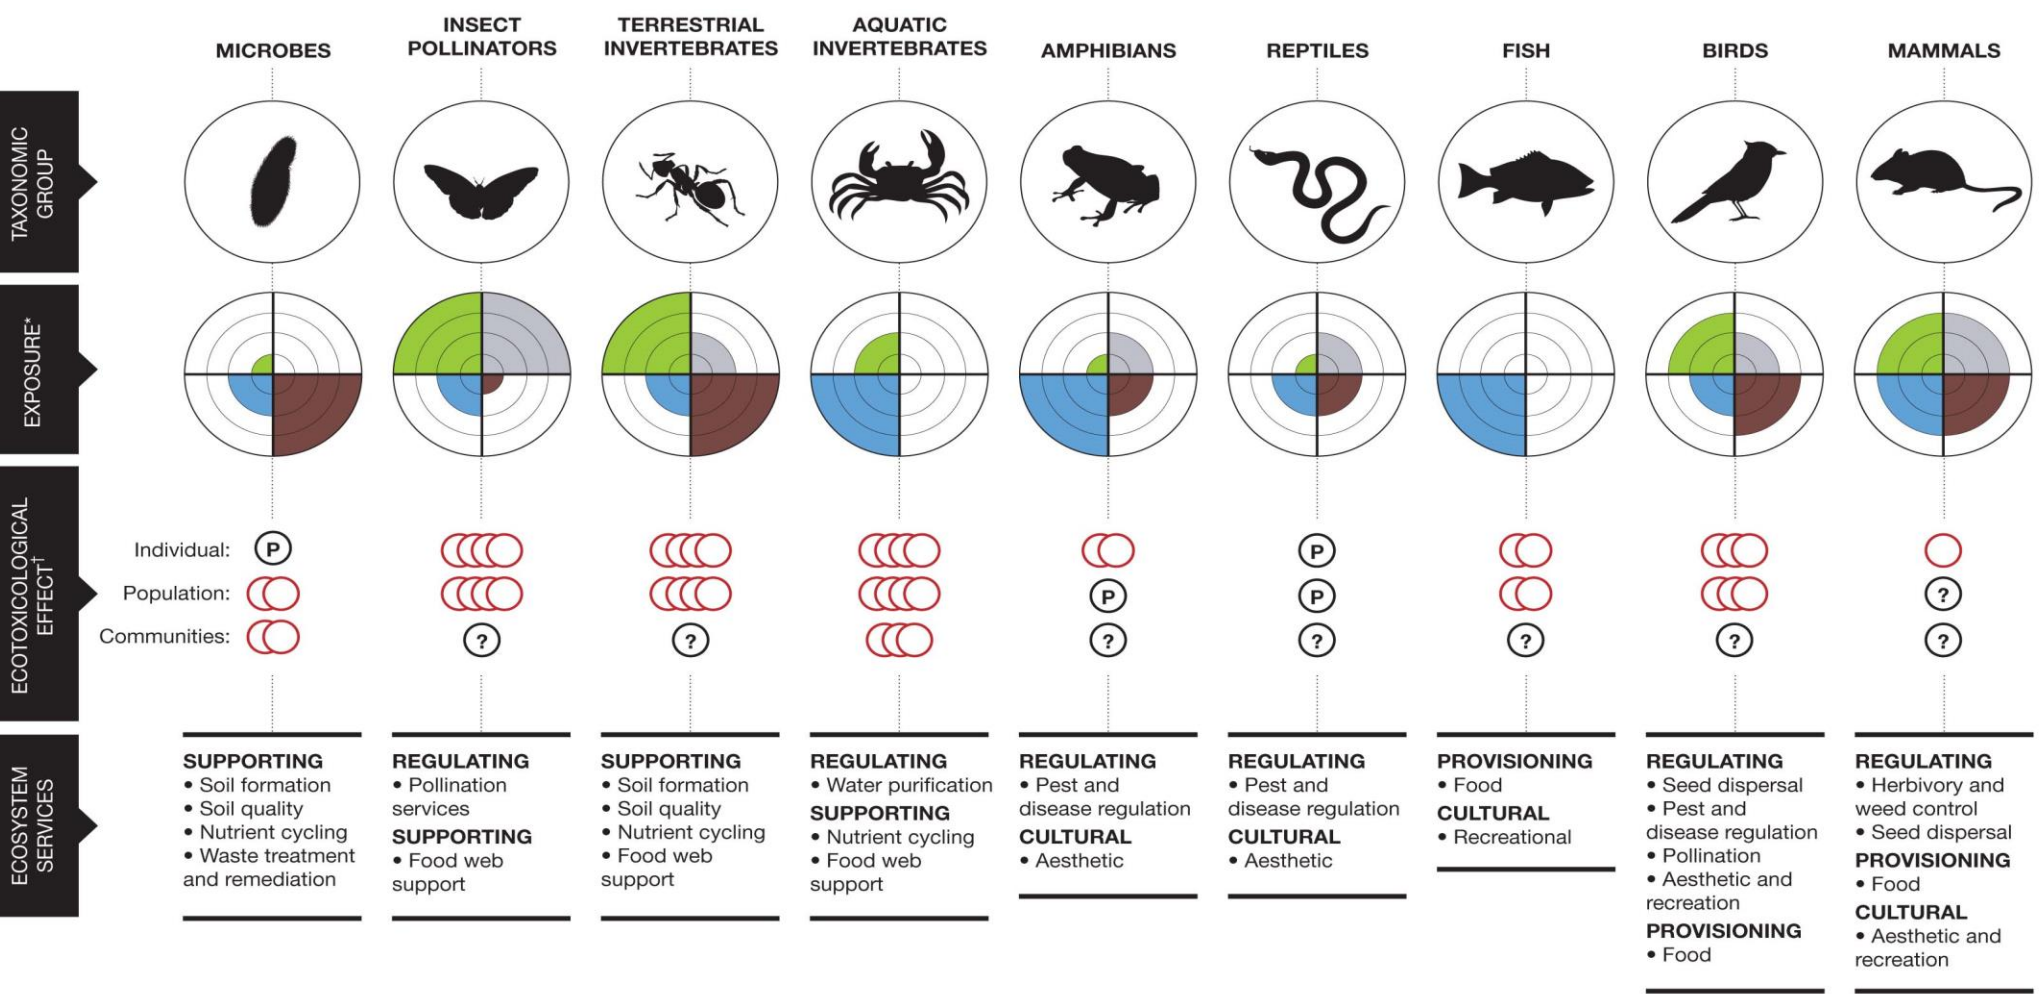 MICROBES
INSECT
POLLINATORS
TERRESTRIAL
INVERTEBRATES
AQUATIC
INVERTEBRATES
AMPHIBIANS
REPTILES
FISH
BIRDS
MAMMALS
TAXONOMIC
GROUP
EXPOSURE*
ECOTOXICOLOGICAL
EFFECT†
Individual:
P
P
Population:
P
P
?
Communities:
?
?
?
?
?
?
?
ECOSYSTEM
SERVICES
SUPPORTING
• Soil formation
• Soil quality
• Nutrient cycling
• Waste treatment
and remediation
REGULATING
• Pollination
services
SUPPORTING
• Food web
support
SUPPORTING
• Soil formation
• Soil quality
• Nutrient cycling
• Food web
support
REGULATING
• Water purification
SUPPORTING
• Nutrient cycling
• Food web
support
REGULATING
• Pest and
disease regulation
CULTURAL
• Aesthetic
REGULATING
• Pest and
disease regulation
CULTURAL
• Aesthetic
PROVISIONING
• Food
CULTURAL
• Recreational
REGULATING
• Seed dispersal
• Pest and
disease regulation
• Pollination
• Aesthetic and
recreation
PROVISIONING
• Food
REGULATING
• Herbivory and
weed control
• Seed dispersal
PROVISIONING
• Food
CULTURAL
• Aesthetic and
recreation